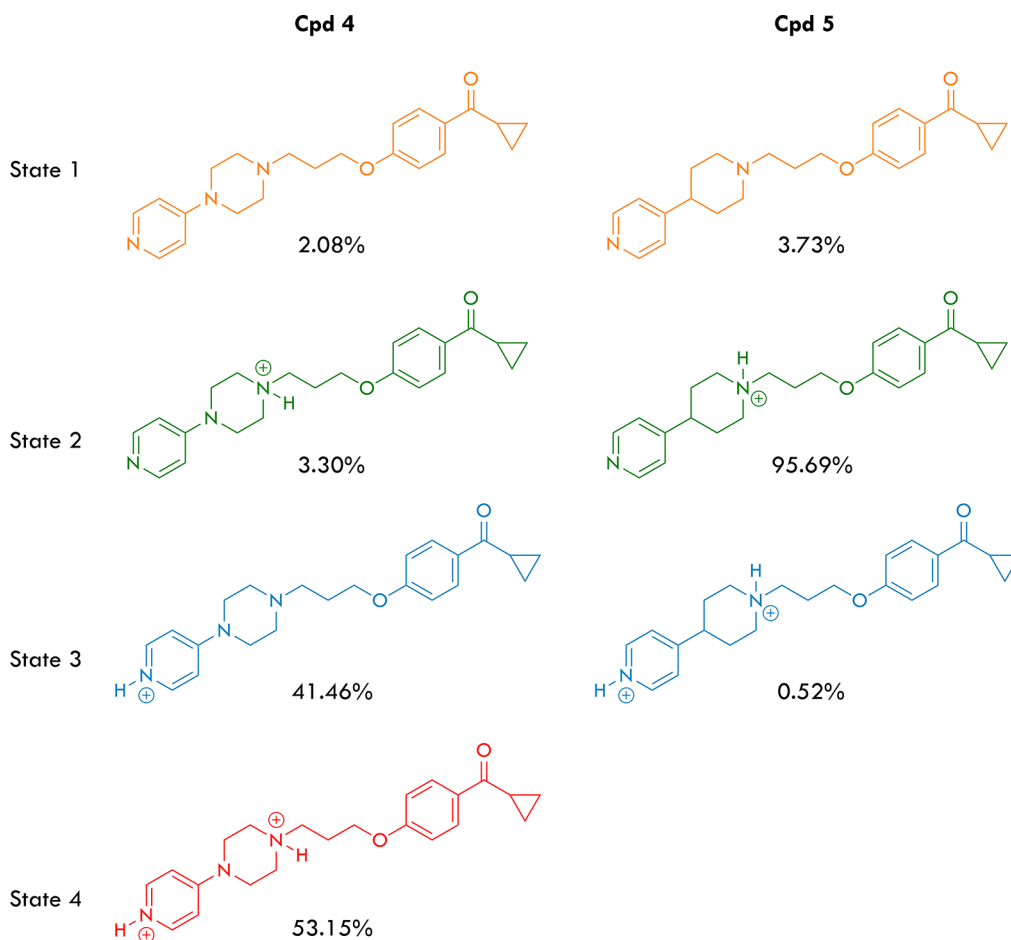 Cpd 4 Cpd 5
State 1
O
N
O
N
N
2.08%
O
N
O
N
3.73%
State 2
O
⊕
N
H
O
N
N
3.30%
O
H
N
⊕
O
N
95.69%
State 3
O
N
O
N
N
H
⊕
41.46%
O
H
N
⊕
O
N
H
⊕
0.52%
State 4
O
⊕
N
H
O
N
N
H
⊕
53.15%